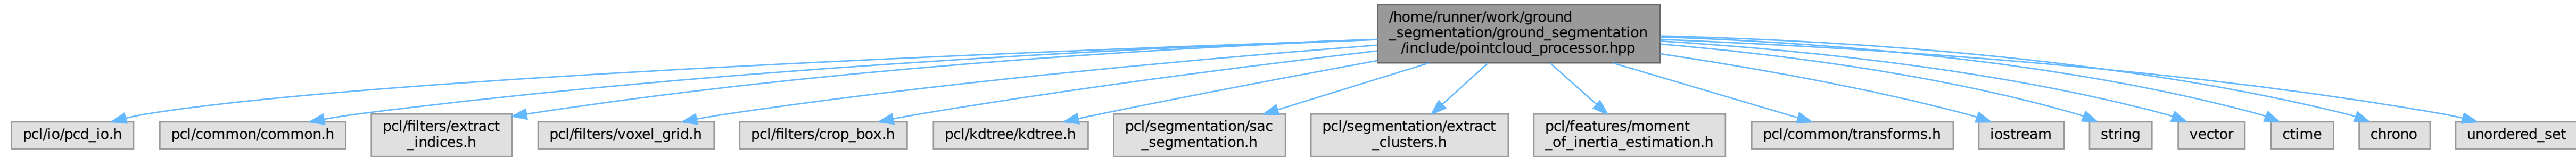 /home/runner/work/ground
_segmentation/ground_segmentation
/include/pointcloud_processor.hpp
pcl/io/pcd_io.h
pcl/common/common.h
pcl/filters/extract
_indices.h
pcl/filters/voxel_grid.h
pcl/filters/crop_box.h
pcl/kdtree/kdtree.h
pcl/segmentation/sac
_segmentation.h
pcl/segmentation/extract
_clusters.h
pcl/features/moment
_of_inertia_estimation.h
pcl/common/transforms.h
iostream
string
vector
ctime
chrono
unordered_set